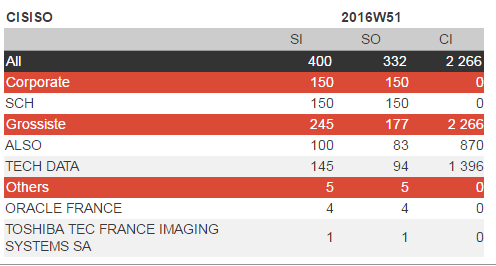 CISISO 2016W51
SI SO CI
All 400 332 2 266
Corporate 150 150 0
SCH 150 150 0
Grossiste 245 177 2 266
ALSO 100 83 870
TECH DATA 145 94 1 396
Others 5 5 0
ORACLE FRANCE 4 4 0
TOSHIBA TEC FRANCE IMAGING
SYSTEMS SA 1 1 0